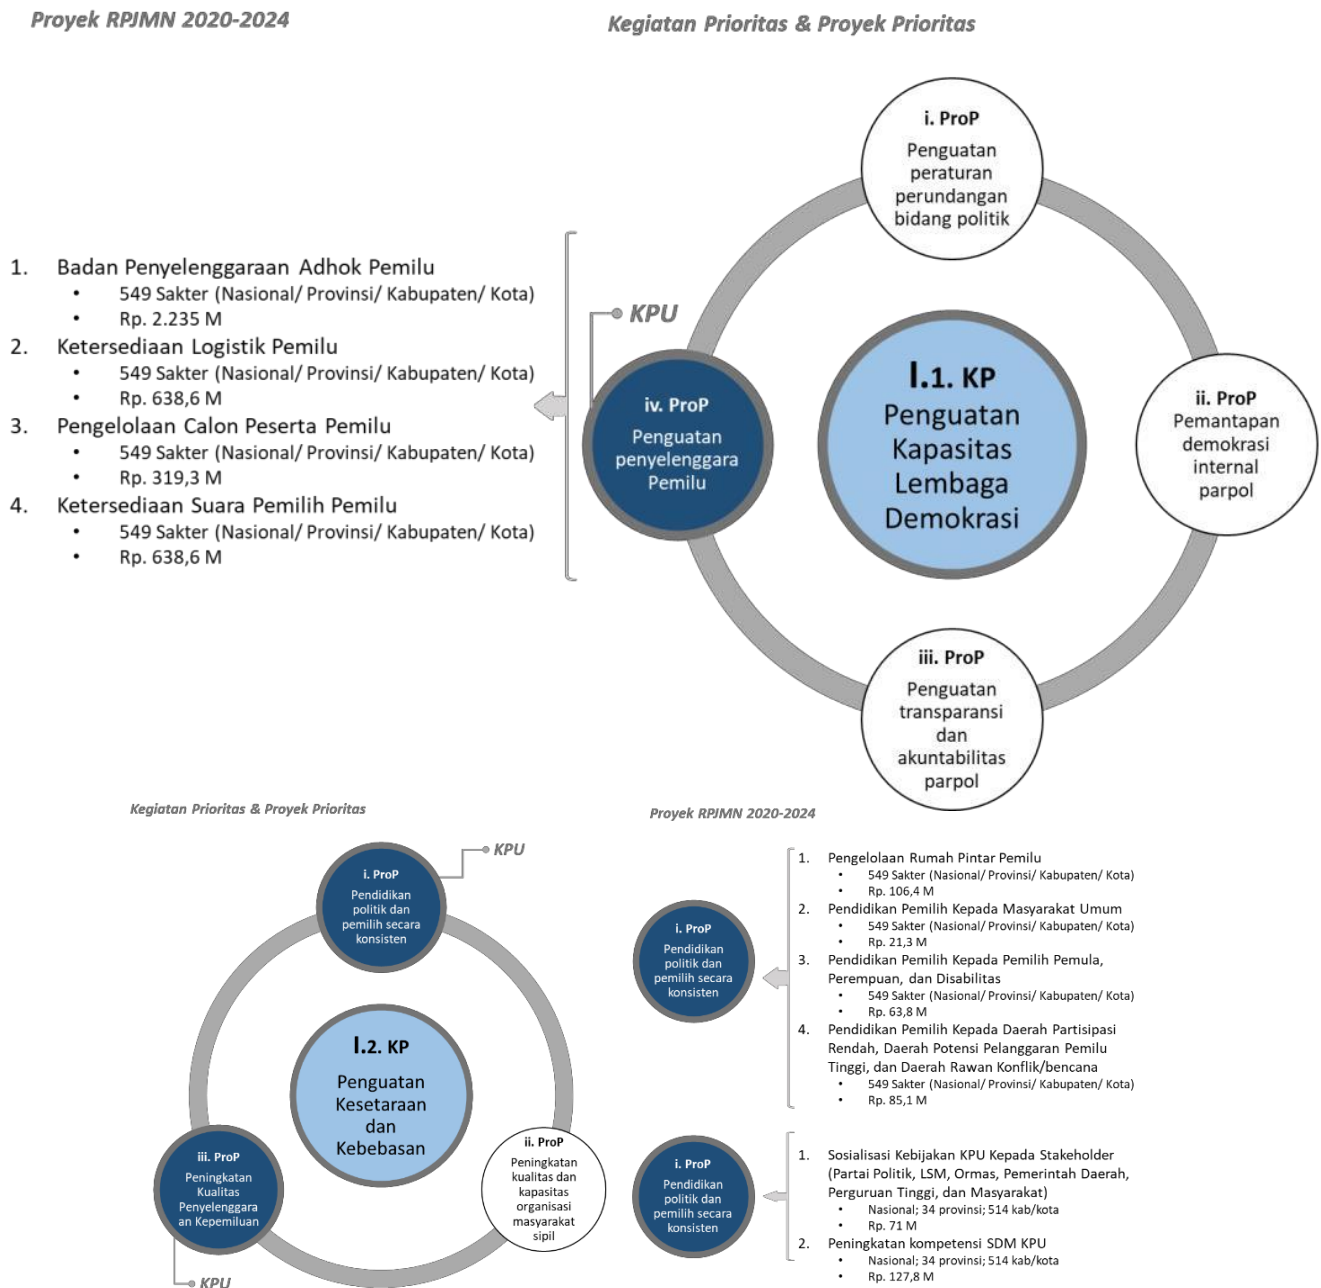 Proyek RPJMN 2020-2024
Kegiatan Prioritas & Proyek Prioritas
1. Badan Penyelenggaraan Adhok Pemilu
• 549 Sakter (Nasional/ Provinsi/ Kabupaten/ Kota)
• Rp. 2.235 M
2. Ketersediaan Logistik Pemilu
• 549 Sakter (Nasional/ Provinsi/ Kabupaten/ Kota)
• Rp. 638,6 M
3. Pengelolaan Calon Peserta Pemilu
• 549 Sakter (Nasional/ Provinsi/ Kabupaten/ Kota)
• Rp. 319,3 M
4. Ketersediaan Suara Pemilih Pemilu
• 549 Sakter (Nasional/ Provinsi/ Kabupaten/ Kota)
• Rp. 638,6 M
KPU
i. ProP
Penguatan
peraturan
perundangan
bidang politik
iv. ProP
Penguatan
penyelenggara
Pemilu
I.1. KP
Penguatan
Kapasitas
Lembaga
Demokrasi
ii. ProP
Pemantapan
demokrasi
internal
parpol
iii. ProP
Penguatan
transparansi
dan
akuntabilitas
parpol
Kegiatan Prioritas & Proyek Prioritas
KPU
i. ProP
Pendidikan
politik dan
pemilih secara
konsisten
I.2. KP
Penguatan
Kesetaraan
dan
Kebebasan
iii. ProP
Peningkatan
Kualitas
Penyelenggara
an Kepemiluan
ii. ProP
Peningkatan
kualitas dan
kapasitas
organisasi
masyarakat
sipil
KPU
Proyek RPJMN 2020-2024
i. ProP
Pendidikan
politik dan
pemilih secara
konsisten
1. Pengelolaan Rumah Pintar Pemilu
• 549 Sakter (Nasional/ Provinsi/ Kabupaten/ Kota)
• Rp. 106,4 M
2. Pendidikan Pemilih Kepada Masyarakat Umum
• 549 Sakter (Nasional/ Provinsi/ Kabupaten/ Kota)
• Rp. 21,3 M
3. Pendidikan Pemilih Kepada Pemilih Pemula,
Perempuan, dan Disabilitas
• 549 Sakter (Nasional/ Provinsi/ Kabupaten/ Kota)
• Rp. 63,8 M
4. Pendidikan Pemilih Kepada Daerah Partisipasi
Rendah, Daerah Potensi Pelanggaran Pemilu
Tinggi, dan Daerah Rawan Konflik/bencana
• 549 Sakter (Nasional/ Provinsi/ Kabupaten/ Kota)
• Rp. 85,1 M
i. ProP
Pendidikan
politik dan
pemilih secara
konsisten
1. Sosialisasi Kebijakan KPU Kepada Stakeholder
(Partai Politik, LSM, Ormas, Pemerintah Daerah,
Perguruan Tinggi, dan Masyarakat)
• Nasional; 34 provinsi; 514 kab/kota
• Rp. 71 M
2. Peningkatan kompetensi SDM KPU
• Nasional; 34 provinsi; 514 kab/kota
• Rp. 127,8 M